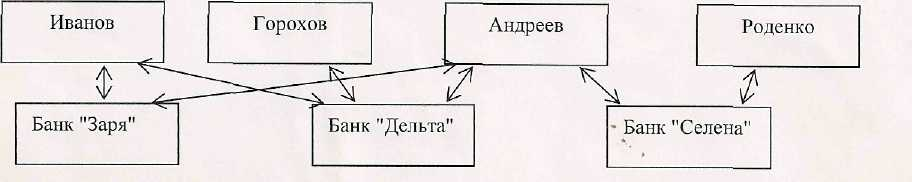 Иванов
Горохов
Андреев
Роденко
Банк "Заря"
Банк "Дельта"
Банк "Селена"